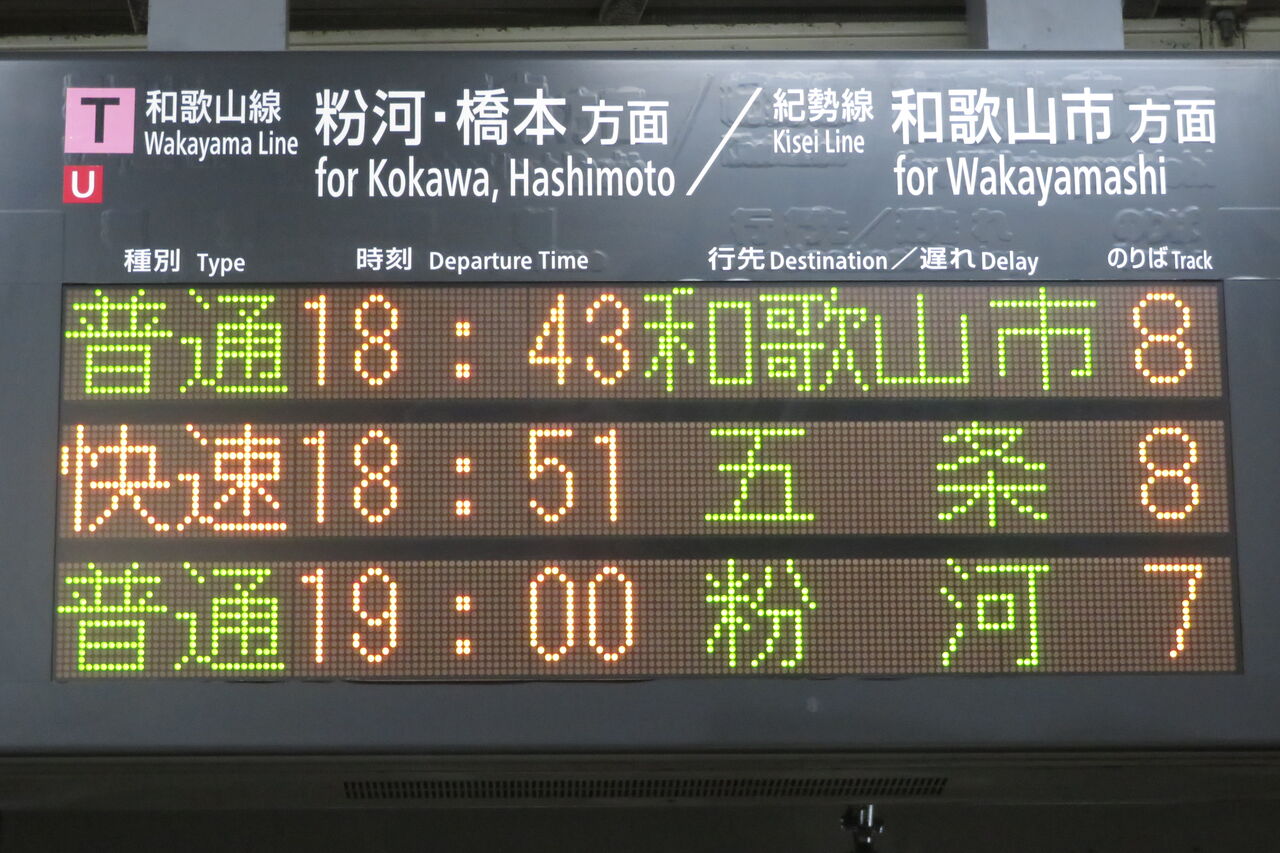 T 和歌山線 粉河・橋本 方面 / 紀勢線 和歌山市 方面
U Wakayama Line for Kokawa, Hashimoto Kisei Line for Wakayamashi
種別 Type 時刻 Departure Time 行先 Destination / 遅れ Delay のりば Track
普通 18:43 和歌山市 8
快速 18:51 五条 8
普通 19:00 粉河 7